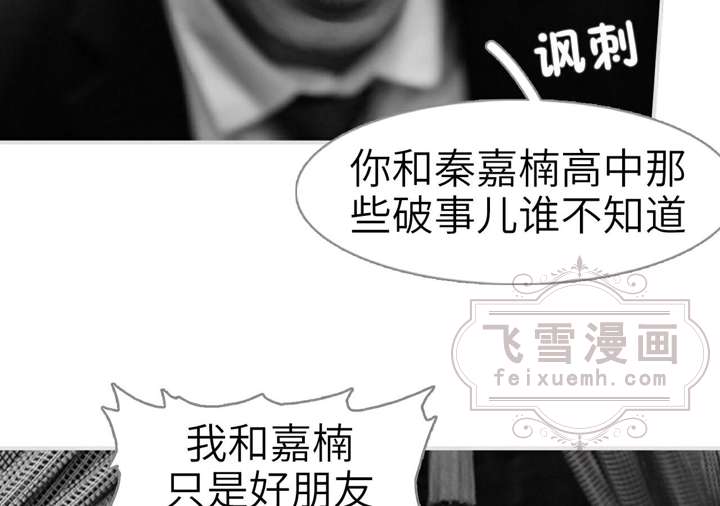 讽刺
你和秦嘉楠高中那
些破事儿谁不知道
飞雪漫画
feixuemh.com
我和嘉楠
只是好朋友